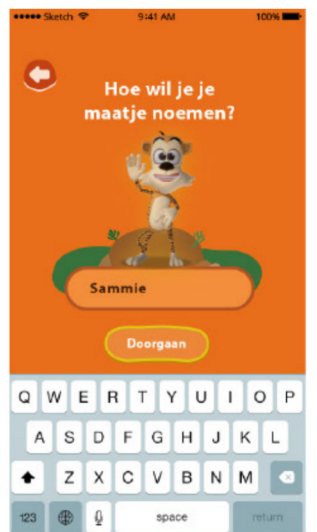 Sketch 9:41 AM 100%
Hoe wil je je
maatje noemen?
Sammie
Doorgaan
Q W E R T Y U I O P
A S D F G H J K L
Z X C V B N M
123 space return